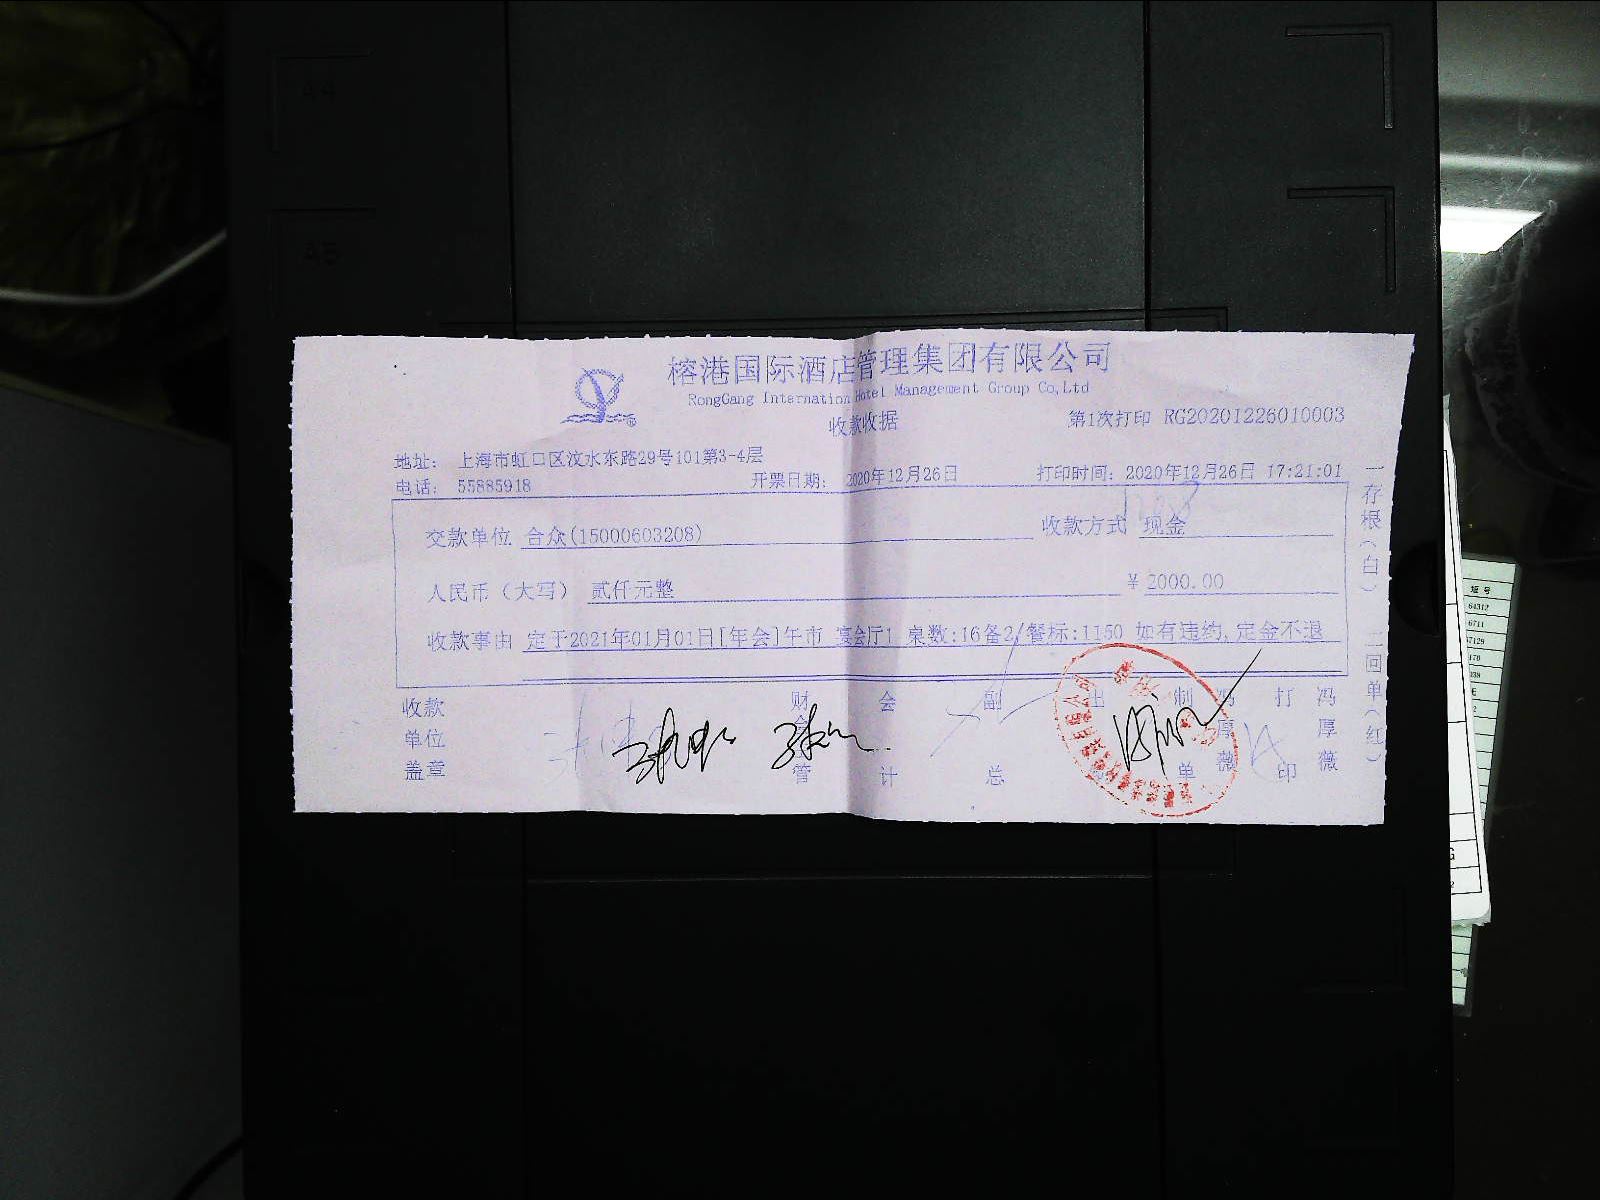 榕港国际酒店管理集团有限公司
RongGang Internation Hotel Management Group Co,Ltd
收款收据
第1次打印 RG20201226010003
地址: 上海市虹口区汶水东路29号101第3-4层
电话: 55885918
开票日期: 2020年12月26日
打印时间: 2020年12月26日 17:21:01
交款单位 合众(15000603208)
收款方式 现金
人民币（大写） 贰仟元整
￥2000.00
收款事由 定于2021年01月01日[年会]午市 宴会厅1 桌数:16备2/餐标:1150 如有违约,定金不退
收款单位盖章
会计
副总
出
制单
冯厚薇
打印
冯厚薇
一存根（白） 二回单（红）
A4
A5
短号
64312